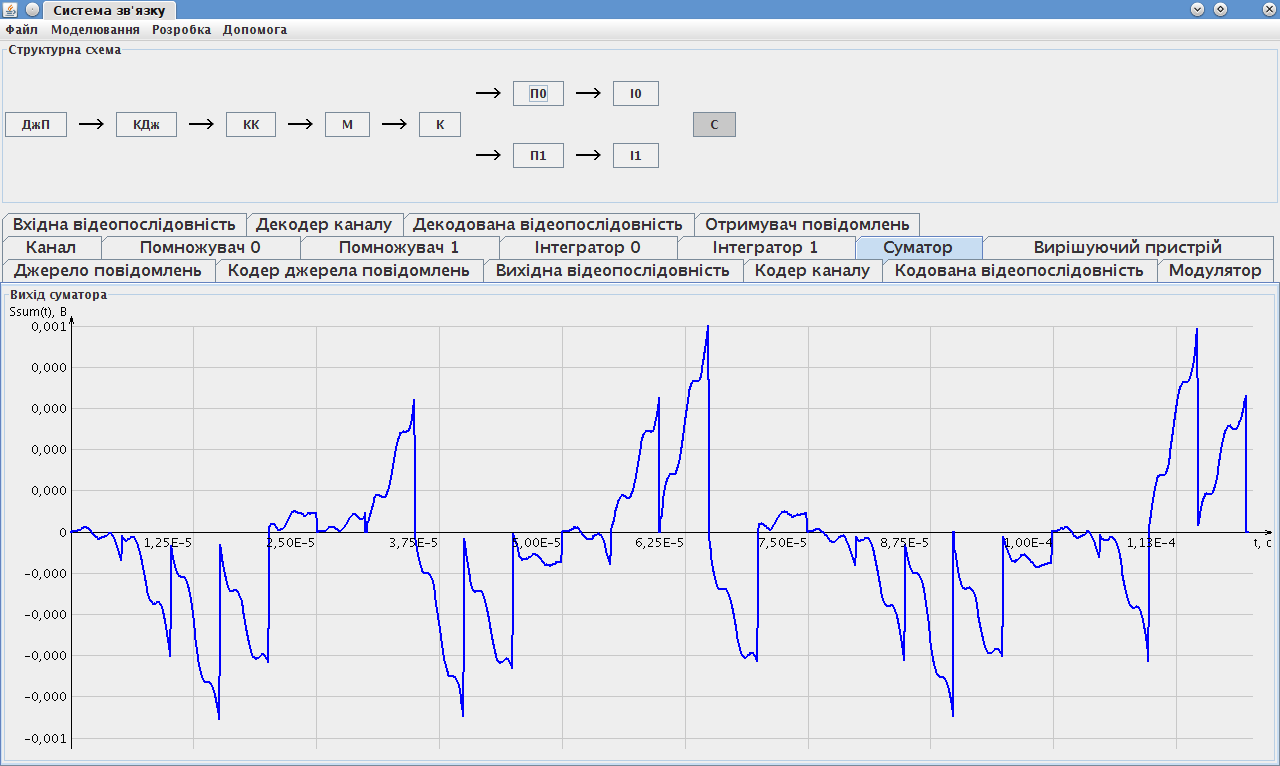 Система зв'язку
Файл Моделювання Розробка Допомога
Структурна схема
П0 І0
ДжП КДж КК М К С
П1 І1
Вхідна відеопослідовність Декодер каналу Декодована відеопослідовність Отримувач повідомлень
Канал Помножувач 0 Помножувач 1 Інтегратор 0 Інтегратор 1 Суматор Вирішуючий пристрій
Джерело повідомлень Кодер джерела повідомлень Вихідна відеопослідовність Кодер каналу Кодована відеопослідовність Модулятор
Вихід суматора
Ssum(t), В
0,001
0,000
0,000
0,000
0,000
0
1,25E-5 2,50E-5 3,75E-5 5,00E-5 6,25E-5 7,50E-5 8,75E-5 1,00E-4 1,13E-4 t, с
-0,000
-0,000
-0,000
-0,000
-0,001